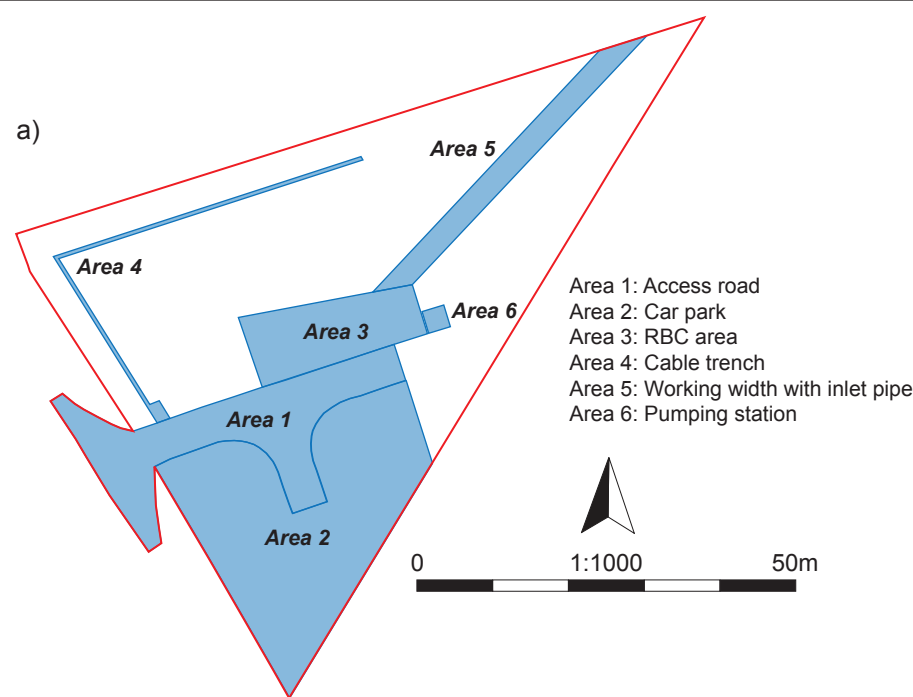 a)
Area 5
Area 4
Area 6
Area 3
Area 1
Area 2
Area 1: Access road
Area 2: Car park
Area 3: RBC area
Area 4: Cable trench
Area 5: Working width with inlet pipe
Area 6: Pumping station
0 1:1000 50m